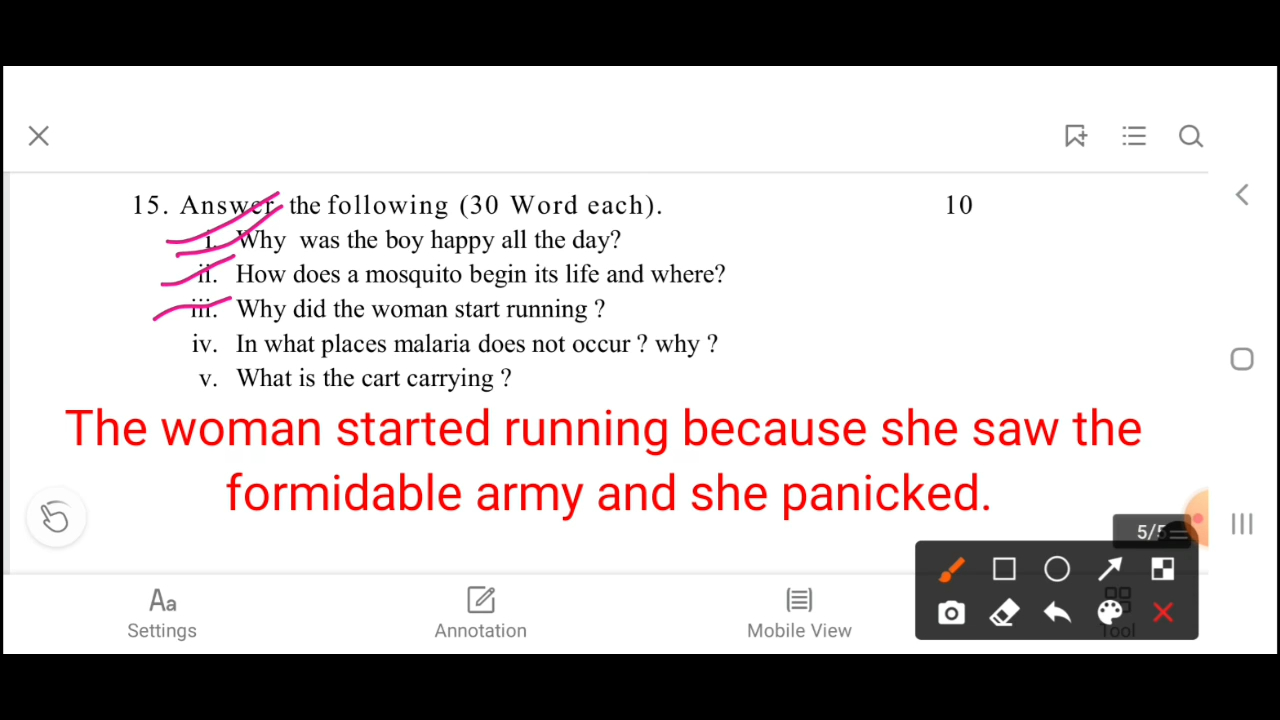 15. Answer the following (30 Word each). 10
i. Why was the boy happy all the day?
ii. How does a mosquito begin its life and where?
iii. Why did the woman start running ?
iv. In what places malaria does not occur ? why ?
v. What is the cart carrying ?
The woman started running because she saw the
formidable army and she panicked.
5/5
Aa
Settings
Annotation
Mobile View
Tool